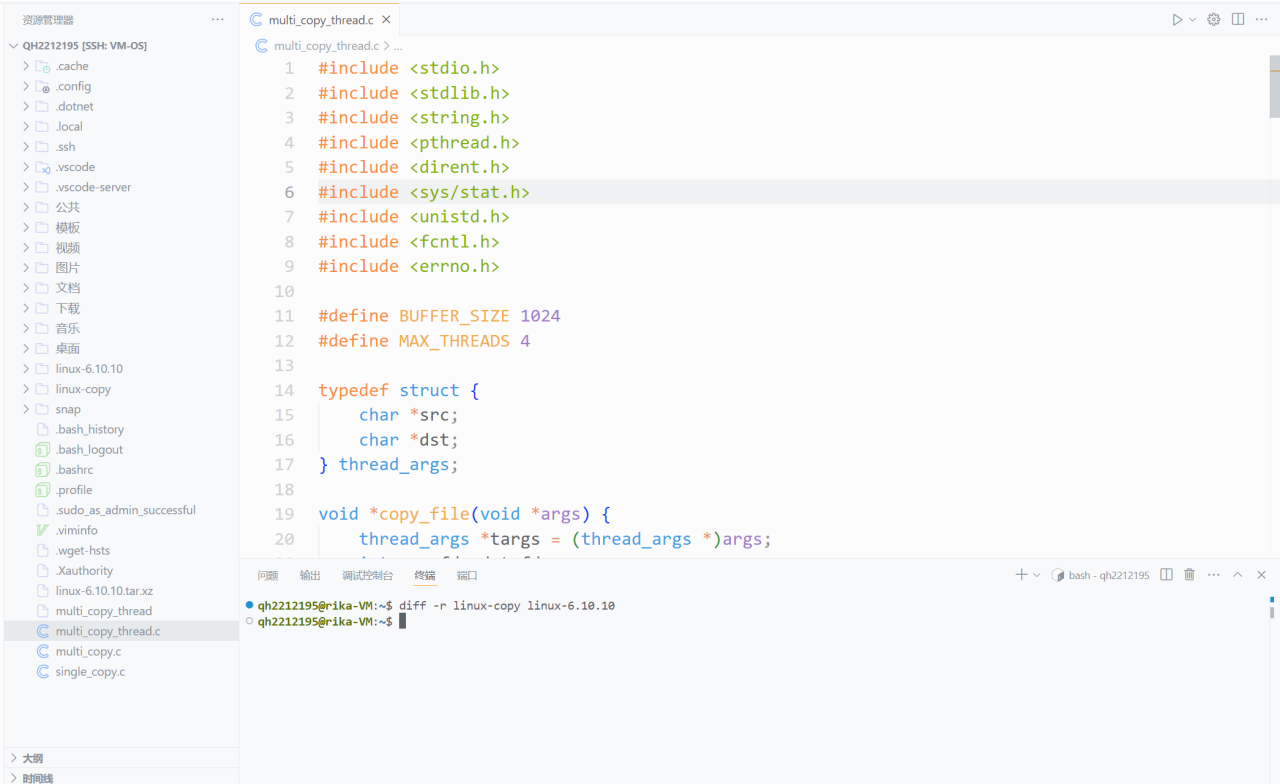 资源管理器
QH2212195 [SSH: VM-OS]
.cache
.config
.dotnet
.local
.ssh
.vscode
.vscode-server
公共
模板
视频
图片
文档
下载
音乐
桌面
linux-6.10.10
linux-copy
snap
.bash_history
.bash_logout
.bashrc
.profile
.sudo_as_admin_successful
.viminfo
.wget-hsts
.Xauthority
linux-6.10.10.tar.xz
multi_copy_thread
multi_copy_thread.c
multi_copy.c
single_copy.c
大纲
时间线
multi_copy_thread.c
multi_copy_thread.c > ...
1 #include <stdio.h>
2 #include <stdlib.h>
3 #include <string.h>
4 #include <pthread.h>
5 #include <dirent.h>
6 #include <sys/stat.h>
7 #include <unistd.h>
8 #include <fcntl.h>
9 #include <errno.h>
10
11 #define BUFFER_SIZE 1024
12 #define MAX_THREADS 4
13
14 typedef struct {
15 char *src;
16 char *dst;
17 } thread_args;
18
19 void *copy_file(void *args) {
20 thread_args *targs = (thread_args *)args;
问题 输出 调试控制台 终端 端口
bash - qh2212195
qh2212195@rika-VM:~$ diff -r linux-copy linux-6.10.10
qh2212195@rika-VM:~$